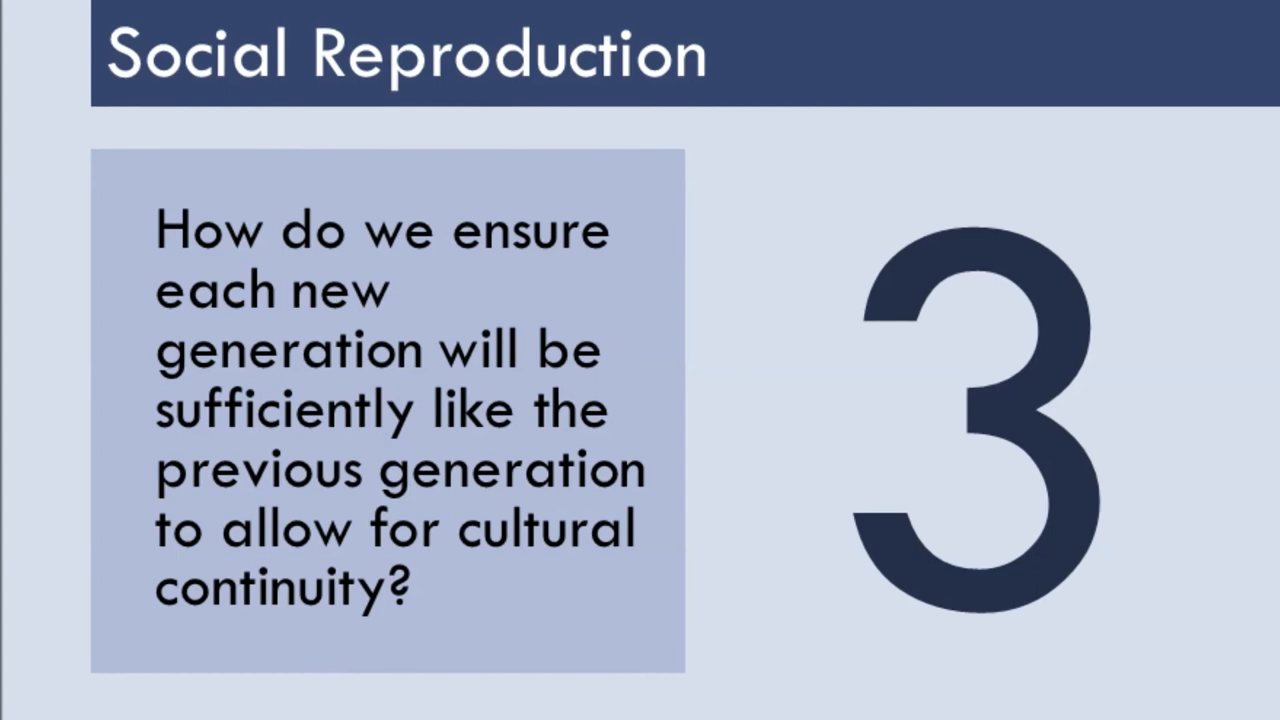 Social Reproduction
How do we ensure
each new
generation will be
sufficiently like the
previous generation
to allow for cultural
continuity?
3